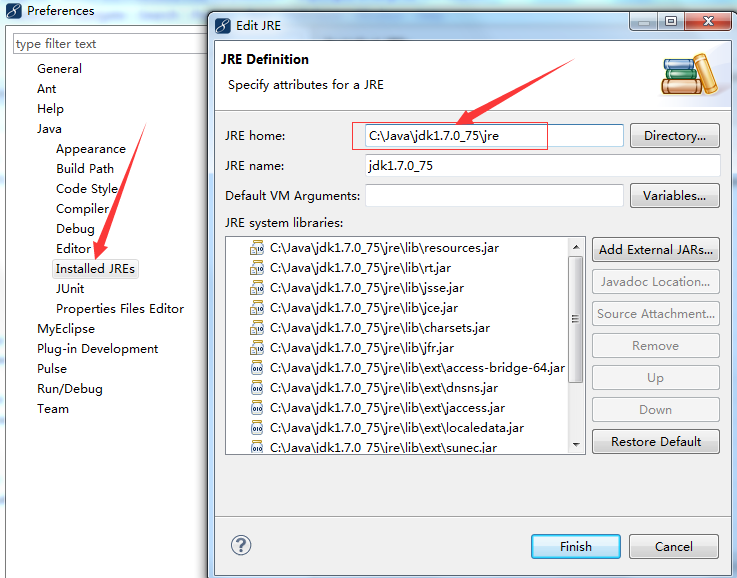 Preferences
type filter text
General
Ant
Help
Java
Appearance
Build Path
Code Style
Compiler
Debug
Editor
Installed JREs
JUnit
Properties Files Editor
MyEclipse
Plug-in Development
Pulse
Run/Debug
Team
Edit JRE
JRE Definition
Specify attributes for a JRE
JRE home:
C:\Java\jdk1.7.0_75\jre
Directory...
JRE name:
jdk1.7.0_75
Default VM Arguments:
Variables...
JRE system libraries:
C:\Java\jdk1.7.0_75\jre\lib\resources.jar
C:\Java\jdk1.7.0_75\jre\lib\rt.jar
C:\Java\jdk1.7.0_75\jre\lib\jsse.jar
C:\Java\jdk1.7.0_75\jre\lib\jce.jar
C:\Java\jdk1.7.0_75\jre\lib\charsets.jar
C:\Java\jdk1.7.0_75\jre\lib\jfr.jar
C:\Java\jdk1.7.0_75\jre\lib\ext\access-bridge-64.jar
C:\Java\jdk1.7.0_75\jre\lib\ext\dnsns.jar
C:\Java\jdk1.7.0_75\jre\lib\ext\jaccess.jar
C:\Java\jdk1.7.0_75\jre\lib\ext\localedata.jar
C:\Java\jdk1.7.0_75\jre\lib\ext\sunec.jar
Add External JARs...
Javadoc Location...
Source Attachment...
Remove
Up
Down
Restore Default
Finish
Cancel